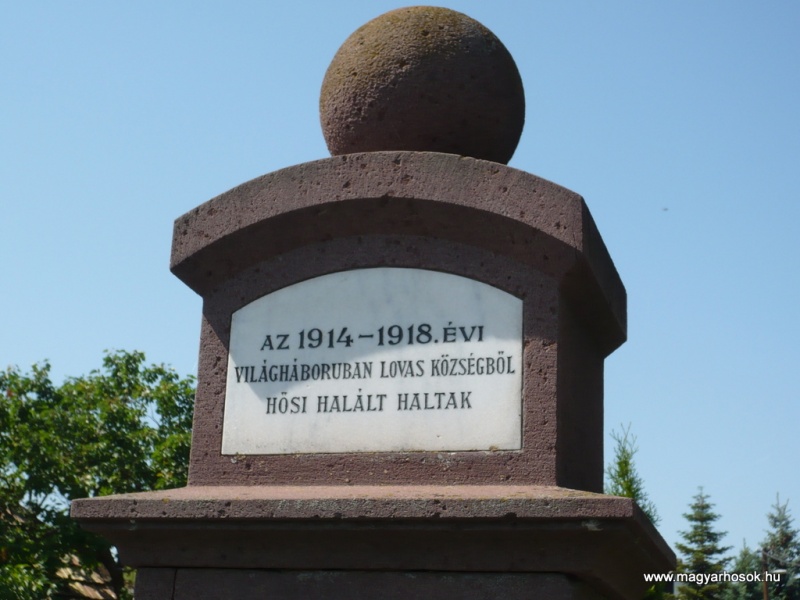 AZ 1914-1918. ÉVI
VILÁGHÁBORUBAN LOVAS KÖZSÉGBŐL
HŐSI HALÁLT HALTAK
www.magyarhosok.hu